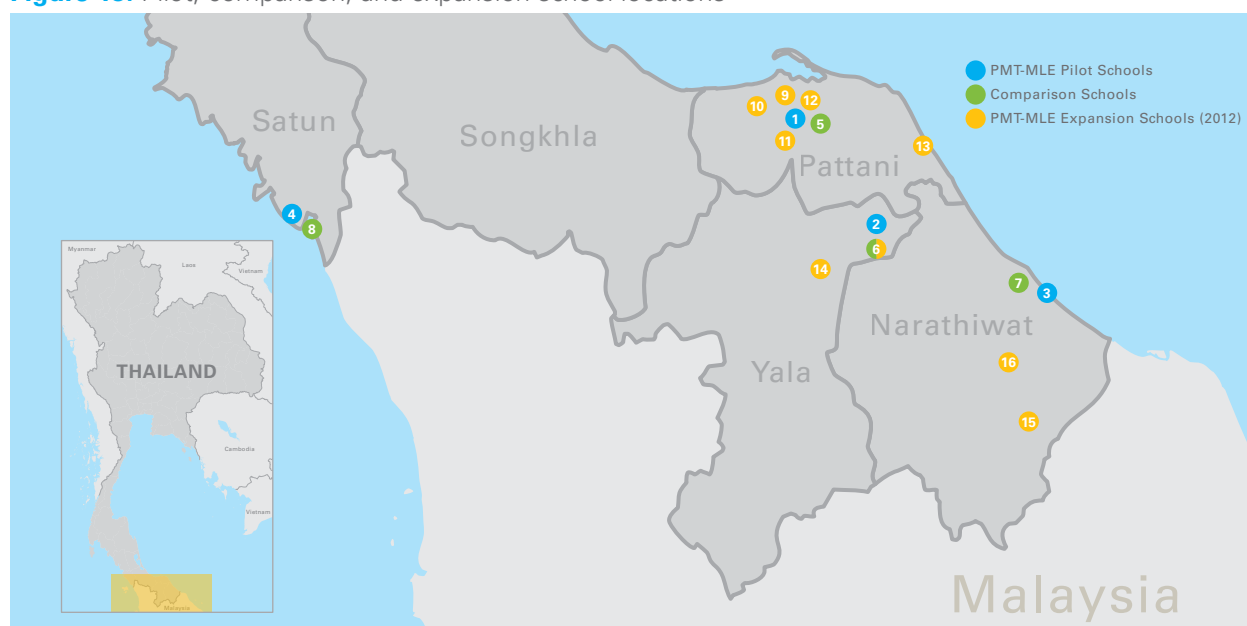 Figure 13. Pilot, comparison, and expansion school locations
PMT-MLE Pilot Schools
Comparison Schools
PMT-MLE Expansion Schools (2012)
Satun
Songkhla
Pattani
Narathiwat
Yala
Malaysia
9
10
12
1
5
11
13
4
8
2
6
14
7
3
16
15
Myanmar
Laos
Vietnam
THAILAND
Cambodia
Vietnam
Malaysia